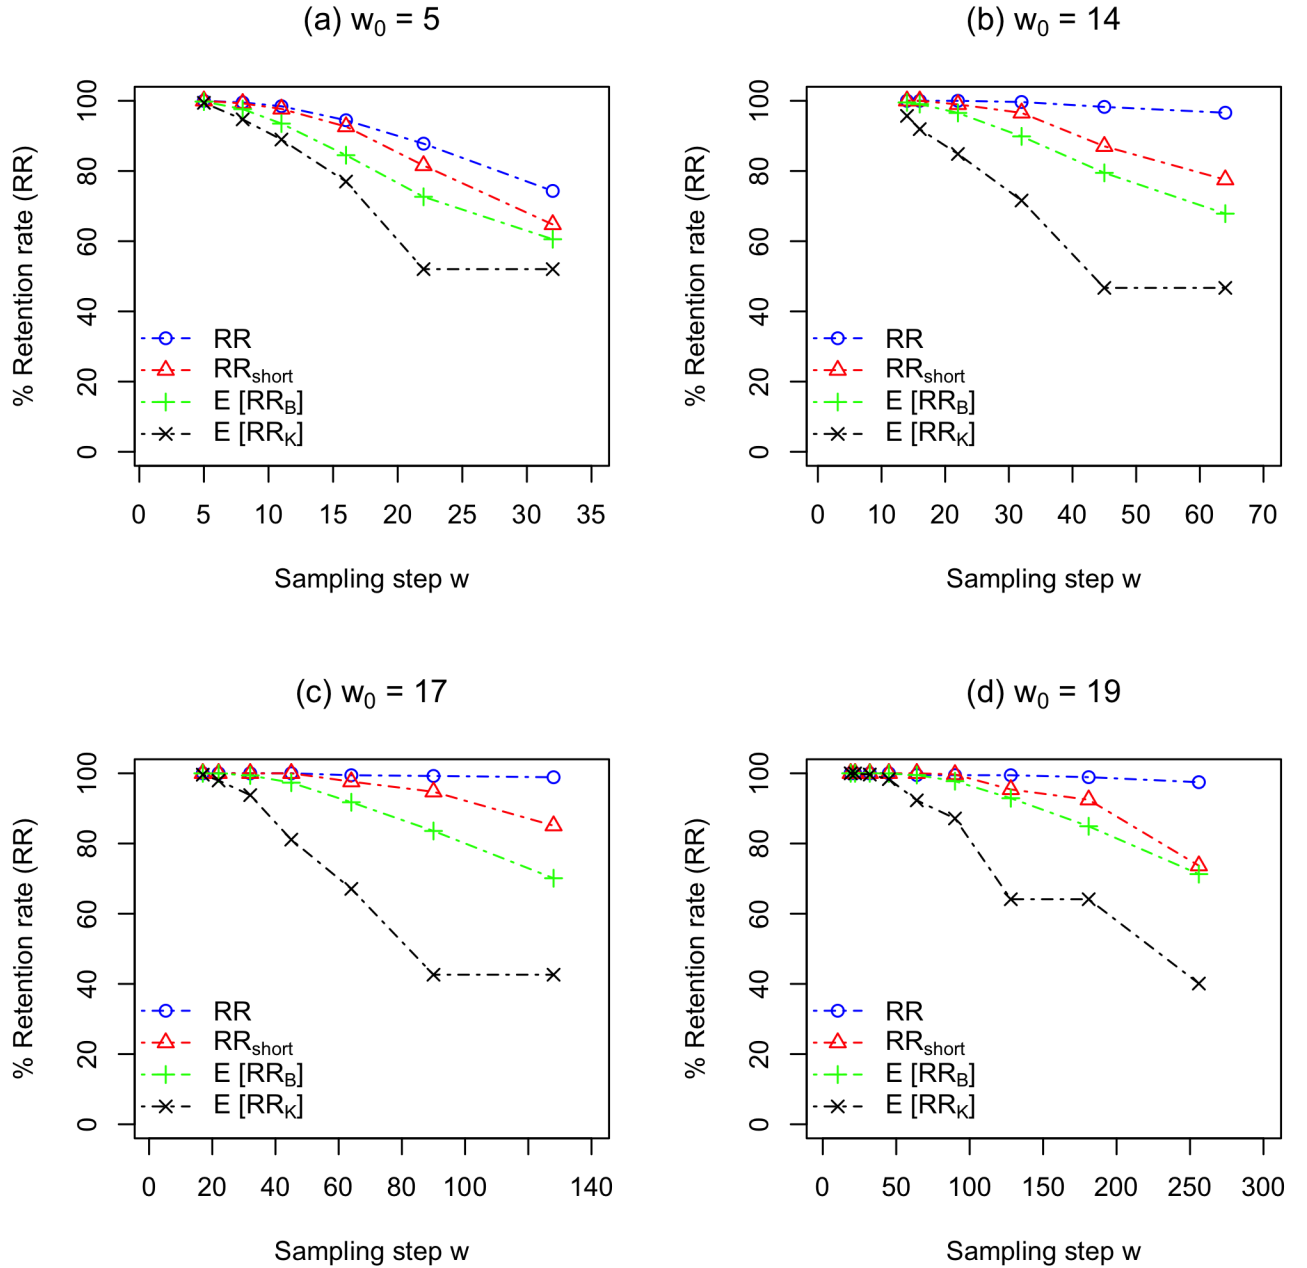 (a) w₀ = 5
% Retention rate (RR)
100
80
60
40
20
0
RR
RRshort
E [RRB]
E [RRK]
0 5 10 15 20 25 30 35
Sampling step w
(b) w₀ = 14
% Retention rate (RR)
100
80
60
40
20
0
RR
RRshort
E [RRB]
E [RRK]
0 10 20 30 40 50 60 70
Sampling step w
(c) w₀ = 17
% Retention rate (RR)
100
80
60
40
20
0
RR
RRshort
E [RRB]
E [RRK]
0 20 40 60 80 100 140
Sampling step w
(d) w₀ = 19
% Retention rate (RR)
100
80
60
40
20
0
RR
RRshort
E [RRB]
E [RRK]
0 50 100 150 200 250 300
Sampling step w